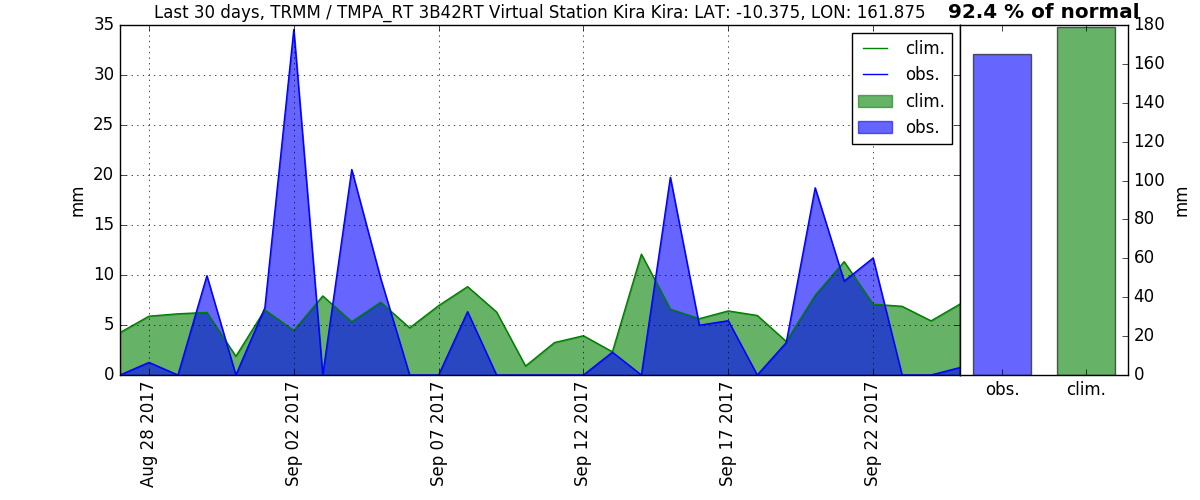 Last 30 days, TRMM / TMPA_RT 3B42RT Virtual Station Kira Kira: LAT: -10.375, LON: 161.875
92.4 % of normal
35
30
25
20
15
10
5
0
mm
clim.
obs.
clim.
obs.
180
160
140
120
100
80
60
40
20
0
mm
Aug 28 2017
Sep 02 2017
Sep 07 2017
Sep 12 2017
Sep 17 2017
Sep 22 2017
obs.
clim.